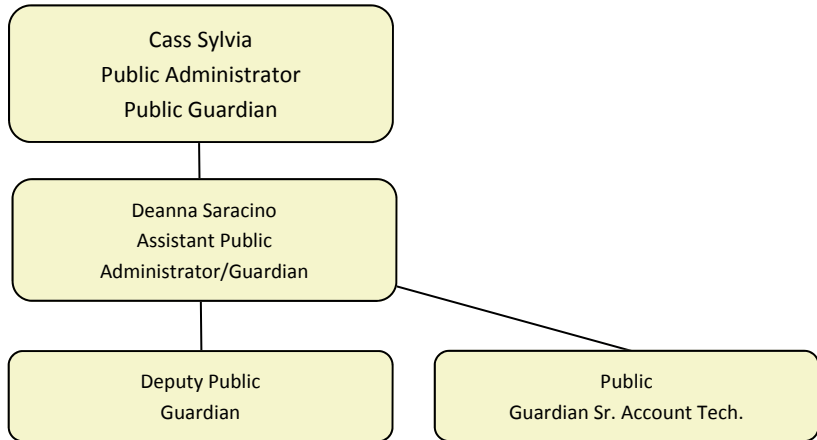 Cass Sylvia
Public Administrator
Public Guardian
Deanna Saracino
Assistant Public
Administrator/Guardian
Deputy Public
Guardian
Public
Guardian Sr. Account Tech.